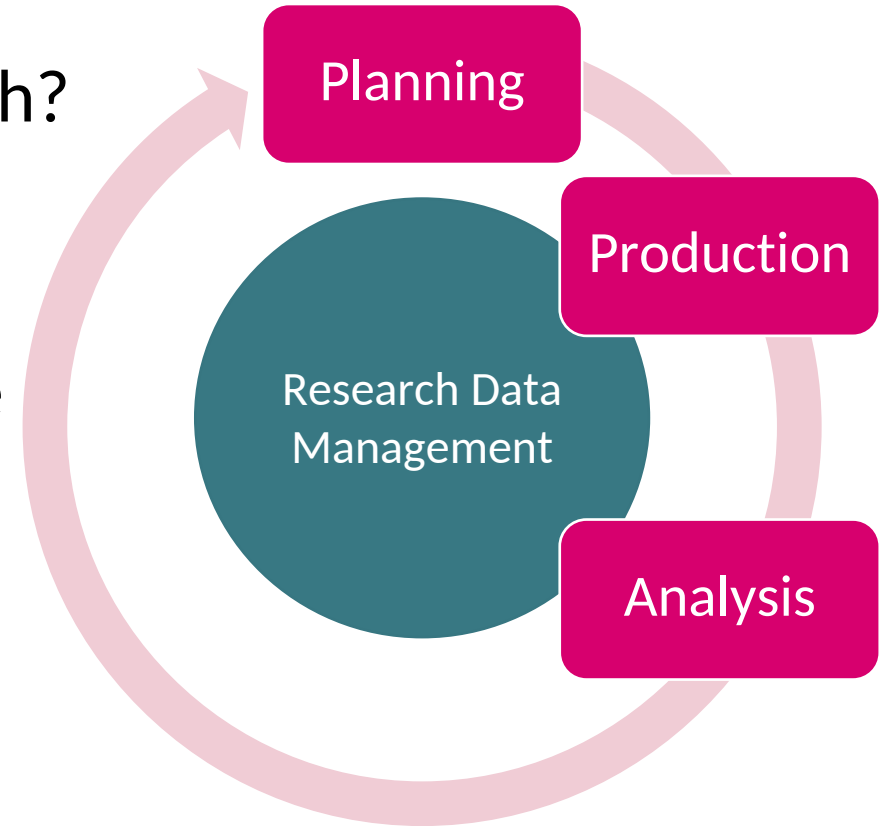 h?
Planning
Production
Research Data
Management
Analysis